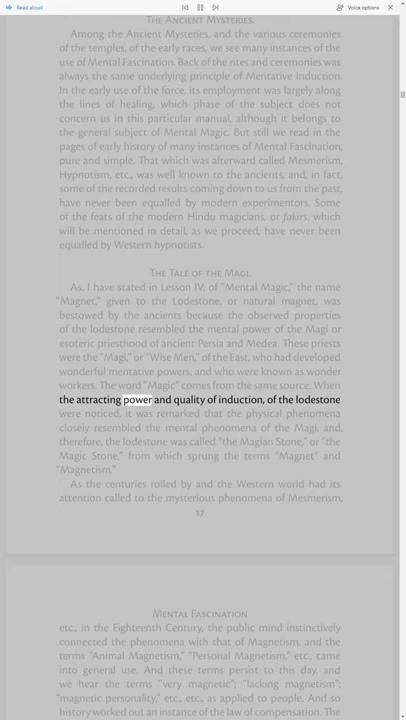 Read aloud
Voice options
THE ANCIENT MYSTERIES.
Among the Ancient Mysteries, and the various ceremonies
of the temples, of the early races, we see many instances of the
use of Mental Fascination. Back of the rites and ceremonies was
always the same underlying principle of Mentative Induction.
In the early use of the force, its employment was largely along
the lines of healing, which phase of the subject does not
concern us in this particular manual, although it belongs to
the general subject of Mental Magic. But still we read in the
pages of early history of many instances of Mental Fascination,
pure and simple. That which was afterward called Mesmerism,
Hypnotism, etc., was well known to the ancients, and, in fact,
some of the recorded results coming down to us from the past,
have never been equalled by modern experimentors. Some
of the feats of the modern Hindu magicians, or fakirs, which
will be mentioned in detail, as we proceed, have never been
equalled by Western hypnotists.
THE TALE OF THE MAGI.
As. I have stated in Lesson IV, of "Mental Magic," the name
"Magnet;" given to the Lodestone, or natural magnet, was
bestowed by the ancients because the observed properties
of the lodestone resembled the mental power of the Magi or
esoteric priesthood of ancient Persia and Medea. These priests
were the "Magi," or "Wise Men," of the East, who had developed
wonderful mentative powers, and who were known as wonder
workers. The word "Magic" comes from the same source. When
the attracting power and quality of induction, of the lodestone
were noticed, it was remarked that the physical phenomena
closely resembled the mental phenomena of the Magi, and,
therefore, the lodestone was called "the Magian Stone," or "the
Magic Stone," from which sprung the terms "Magnet" and
"Magnetism."
As the centuries rolled by and the Western world had its
attention called to the mysterious phenomena of Mesmerism,
17
MENTAL FASCINATION
etc., in the Eighteenth Century, the public mind instinctively
connected the phenomena with that of Magnetism, and the
terms "Animal Magnetism," "Personal Magnetism," etc., came
into general use. And these terms persist to this day, and
we hear the terms "very magnetic"; "lacking magnetism";
"magnetic personality," etc., etc., as applied to people. And so
history worked out an instance of the law of compensation. The